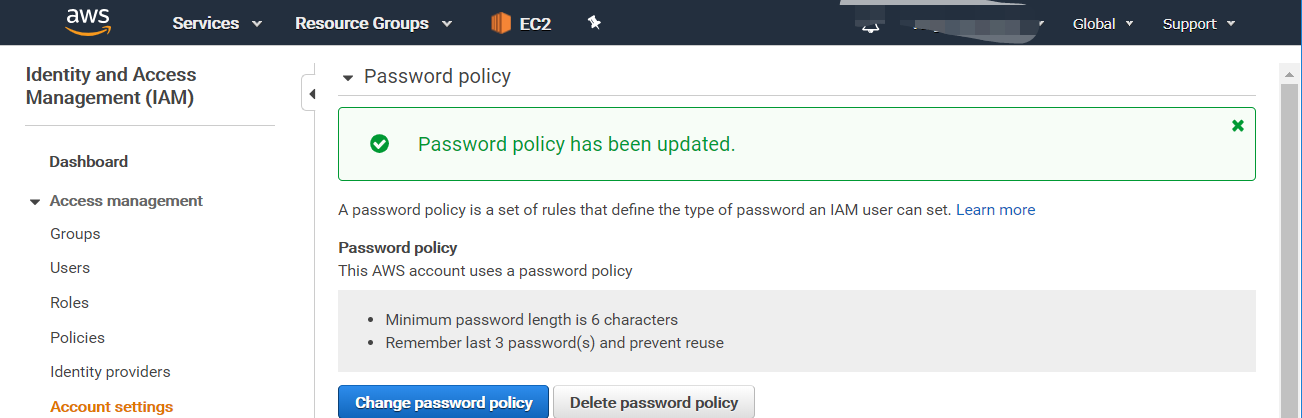 aws Services Resource Groups EC2 Global Support
Identity and Access
Management (IAM)
Dashboard
Access management
Groups
Users
Roles
Policies
Identity providers
Account settings
Password policy
Password policy has been updated.
A password policy is a set of rules that define the type of password an IAM user can set. Learn more
Password policy
This AWS account uses a password policy
• Minimum password length is 6 characters
• Remember last 3 password(s) and prevent reuse
Change password policy Delete password policy